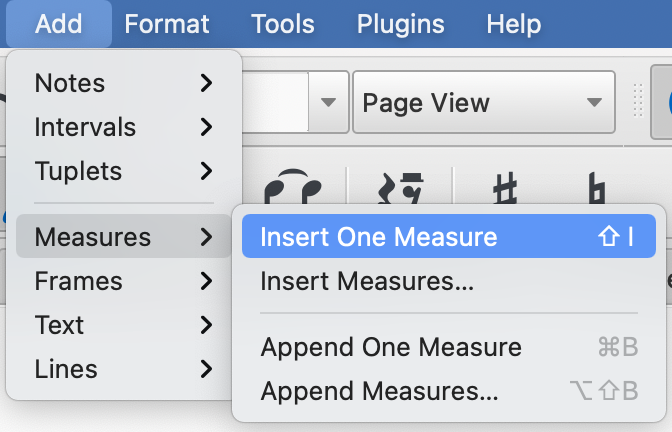 Add Format Tools Plugins Help
Notes
Page View
Intervals
Tuplets
Measures
Insert One Measure ⇧ I
Frames
Insert Measures...
Text
Append One Measure ⌘B
Lines
Append Measures... ⌥⇧B